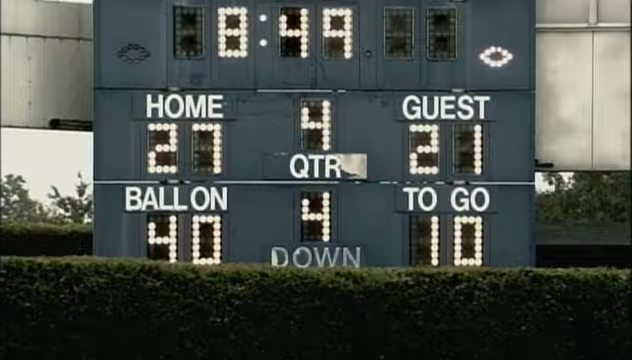 8:49
HOME 4 GUEST
27 QTR 21
BALL ON 4 TO GO
40 DOWN 10